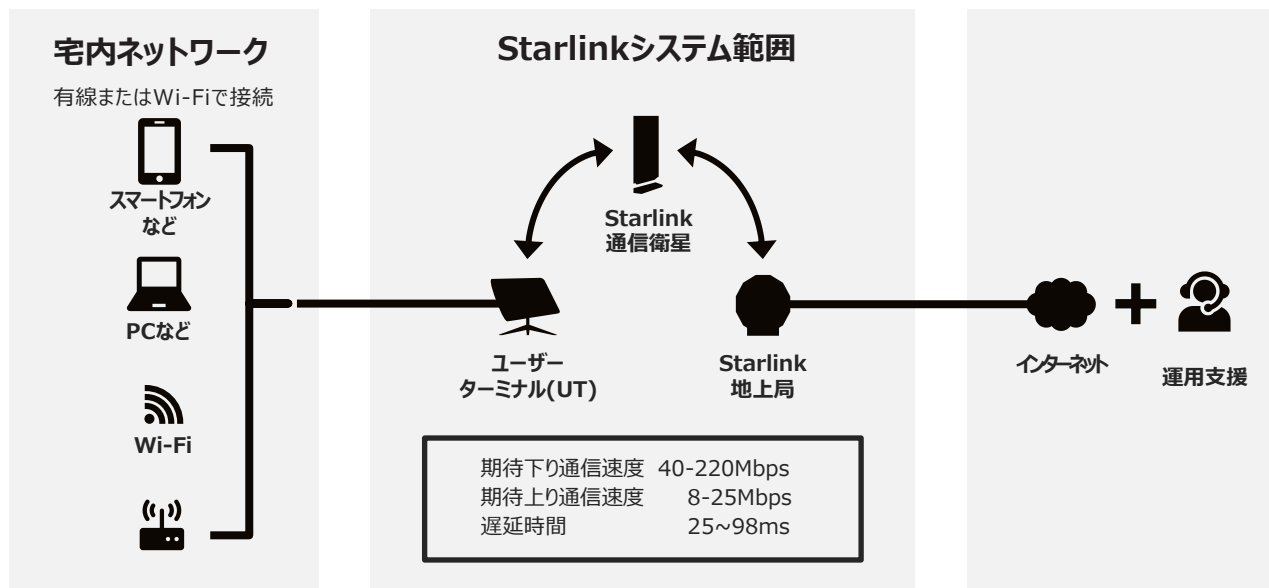 宅内ネットワーク
有線またはWi-Fiで接続
スマートフォン
など
PCなど
Wi-Fi
Starlinkシステム範囲
Starlink
通信衛星
ユーザー
ターミナル(UT)
Starlink
地上局
期待下り通信速度 40-220Mbps
期待上り通信速度 8-25Mbps
遅延時間 25~98ms
インターネット
運用支援